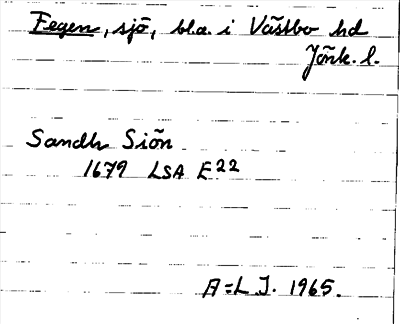 Fegen, sjö, bl.a. i Västbo hd
Jönk. l.
Sandh Siön
1679 LSA E22
A=L J. 1965.